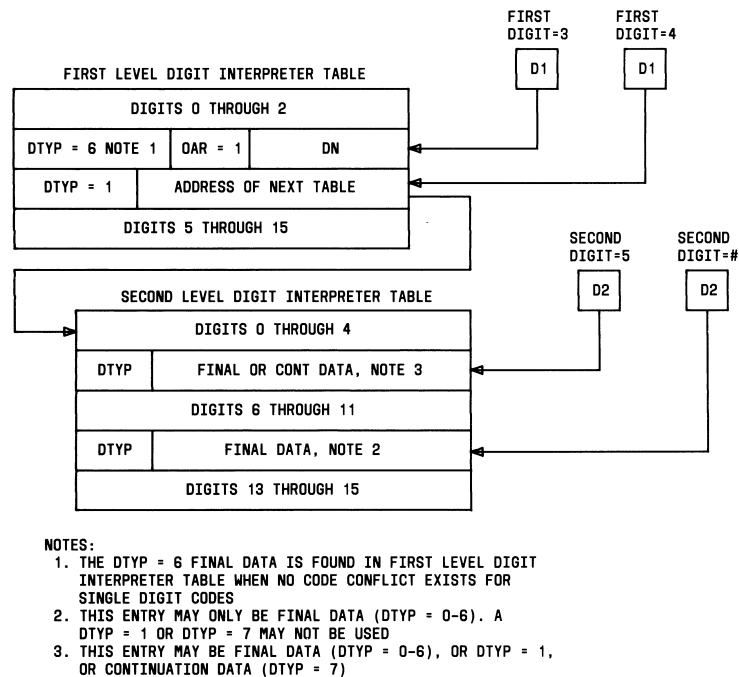 FIRST DIGIT=3
FIRST DIGIT=4
D1
D1
FIRST LEVEL DIGIT INTERPRETER TABLE
DIGITS 0 THROUGH 2
DTYP = 6 NOTE 1
OAR = 1
DN
DTYP = 1
ADDRESS OF NEXT TABLE
DIGITS 5 THROUGH 15
SECOND DIGIT=5
SECOND DIGIT=#
D2
D2
SECOND LEVEL DIGIT INTERPRETER TABLE
DIGITS 0 THROUGH 4
DTYP
FINAL OR CONT DATA, NOTE 3
DIGITS 6 THROUGH 11
DTYP
FINAL DATA, NOTE 2
DIGITS 13 THROUGH 15
NOTES:
1. THE DTYP = 6 FINAL DATA IS FOUND IN FIRST LEVEL DIGIT
INTERPRETER TABLE WHEN NO CODE CONFLICT EXISTS FOR
SINGLE DIGIT CODES
2. THIS ENTRY MAY ONLY BE FINAL DATA (DTYP = 0-6). A
DTYP = 1 OR DTYP = 7 MAY NOT BE USED
3. THIS ENTRY MAY BE FINAL DATA (DTYP = 0-6), OR DTYP = 1,
OR CONTINUATION DATA (DTYP = 7)